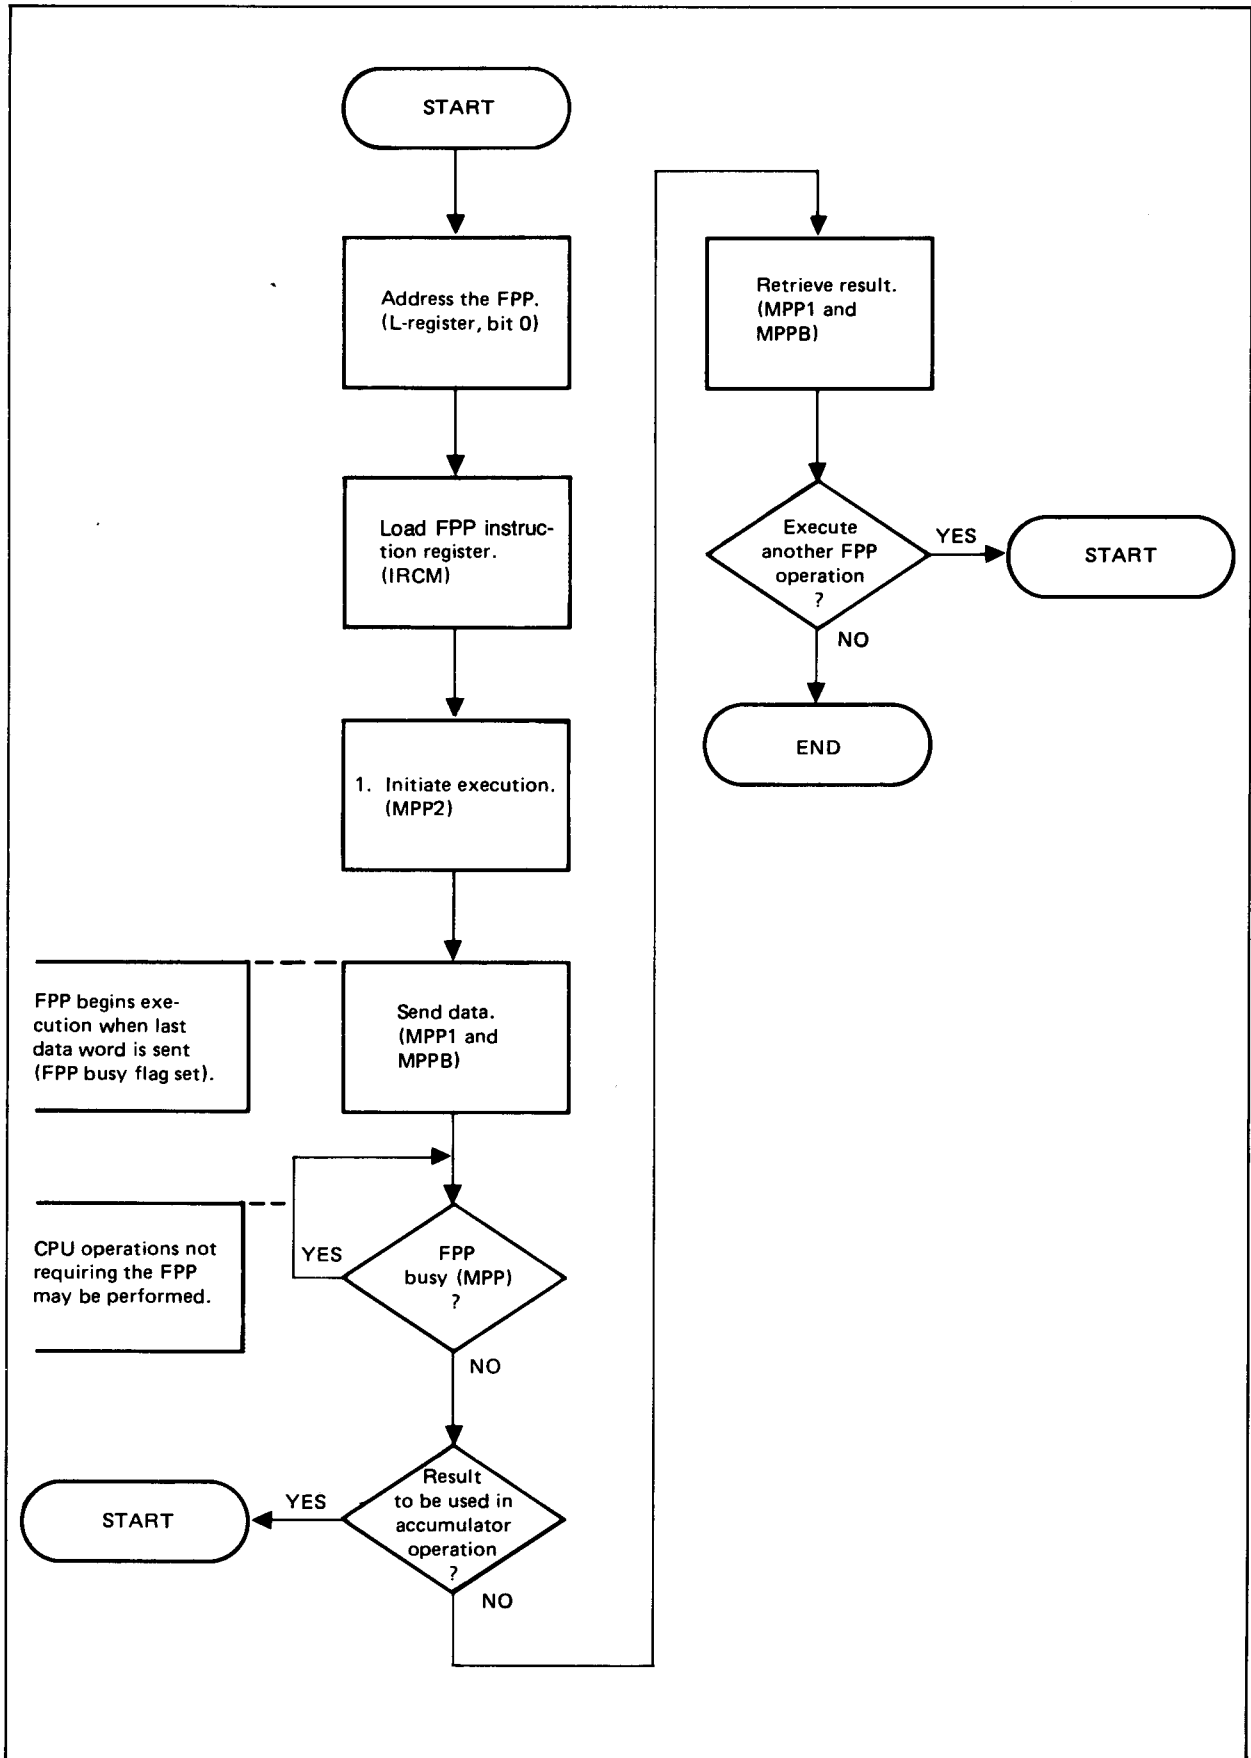 START
Address the FPP.
(L-register, bit 0)
Load FPP instruc-
tion register.
(IRCM)
1. Initiate execution.
(MPP2)
FPP begins exe-
cution when last
data word is sent
(FPP busy flag set).
Send data.
(MPP1 and
MPPB)
CPU operations not
requiring the FPP
may be performed.
YES
FPP
busy (MPP)
?
NO
START
YES
Result
to be used in
accumulator
operation
?
NO
Retrieve result.
(MPP1 and
MPPB)
Execute
another FPP
operation
?
YES
START
NO
END